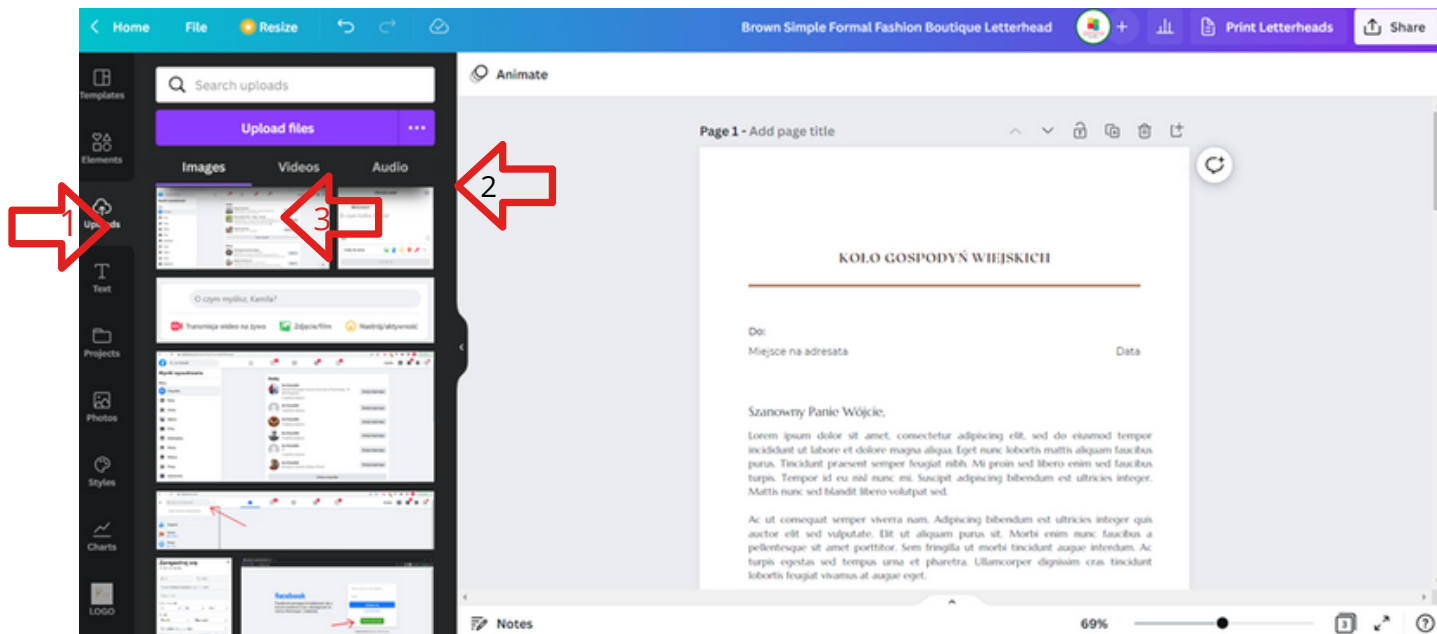 Home File Resize
Brown Simple Formal Fashion Boutique Letterhead
Print Letterheads
Share
Templates
Elements
Uploads
Text
Projects
Photos
Styles
Charts
LOGO
Search uploads
Upload files
Images Videos Audio
1
2
3
O czym myślisz, Kamila?
Transmisja wideo na żywo Zdjęcie/film Nastrój/aktywność
Wyniki wyszukiwania
Zarejestruj się
facebook
Animate
Page 1 - Add page title
KOŁO GOSPODYŃ WIEJSKICH
Do:
Miejsce na adresata Data
Szanowny Panie Wójcie,
Lorem ipsum dolor sit amet, consectetur adipiscing elit, sed do eiusmod tempor
incididunt ut labore et dolore magna aliqua. Eget nunc lobortis mattis aliquam faucibus
purus. Tincidunt praesent semper feugiat nibh. Mi proin sed libero enim sed faucibus
turpis. Tempor id eu nisl nunc mi. Suscipit adipiscing bibendum est ultricies integer.
Mattis nunc sed blandit libero volutpat sed.
Ac ut consequat semper viverra nam. Adipiscing bibendum est ultricies integer quis
auctor elit sed vulputate. Elit ut aliquam purus sit. Morbi enim nunc faucibus a
pellentesque sit amet porttitor. Sem fringilla ut morbi tincidunt augue interdum. Ac
turpis egestas sed tempus urna et pharetra. Ullamcorper dignissim cras tincidunt
lobortis feugiat vivamus at augue eget.
Notes
69%
3